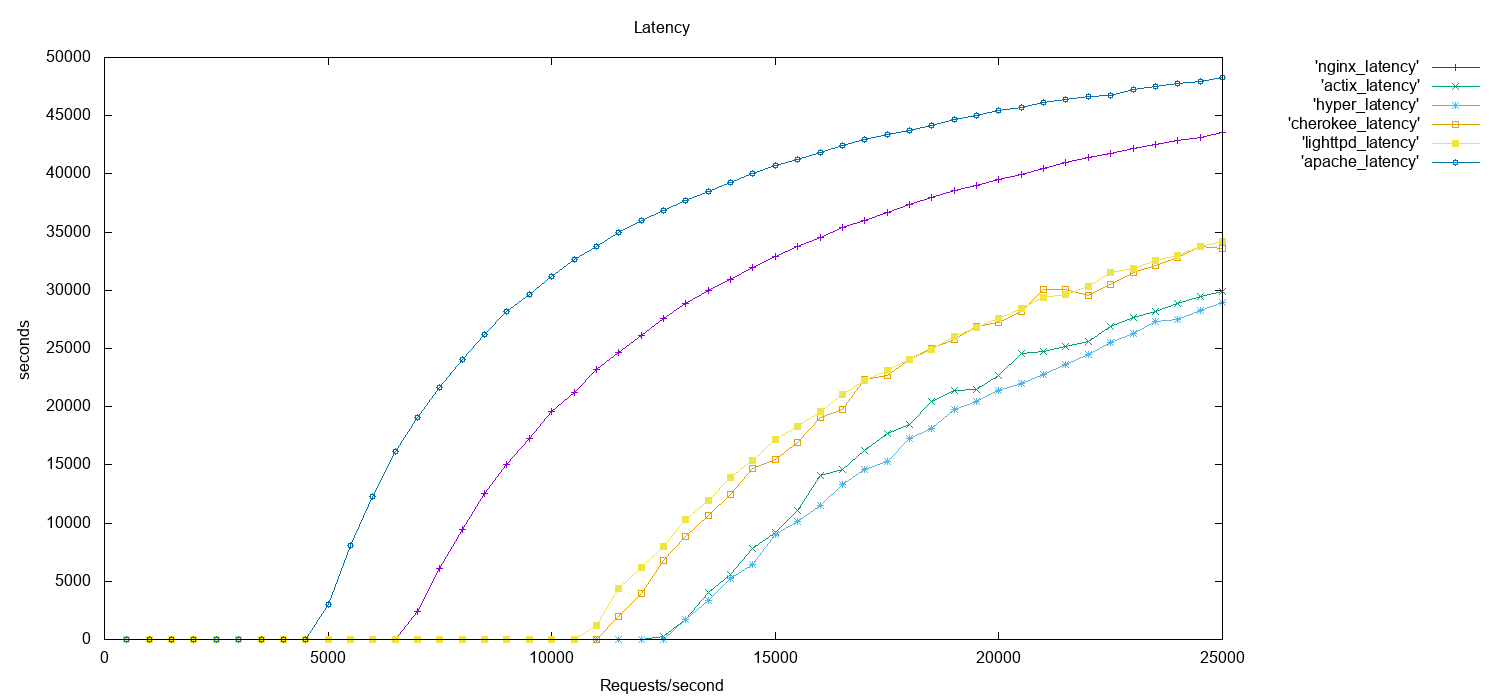 Latency
50000
45000
40000
35000
30000
25000
20000
15000
10000
5000
0
seconds
0 5000 10000 15000 20000 25000
Requests/second
'nginx_latency'
'actix_latency'
'hyper_latency'
'cherokee_latency'
'lighttpd_latency'
'apache_latency'